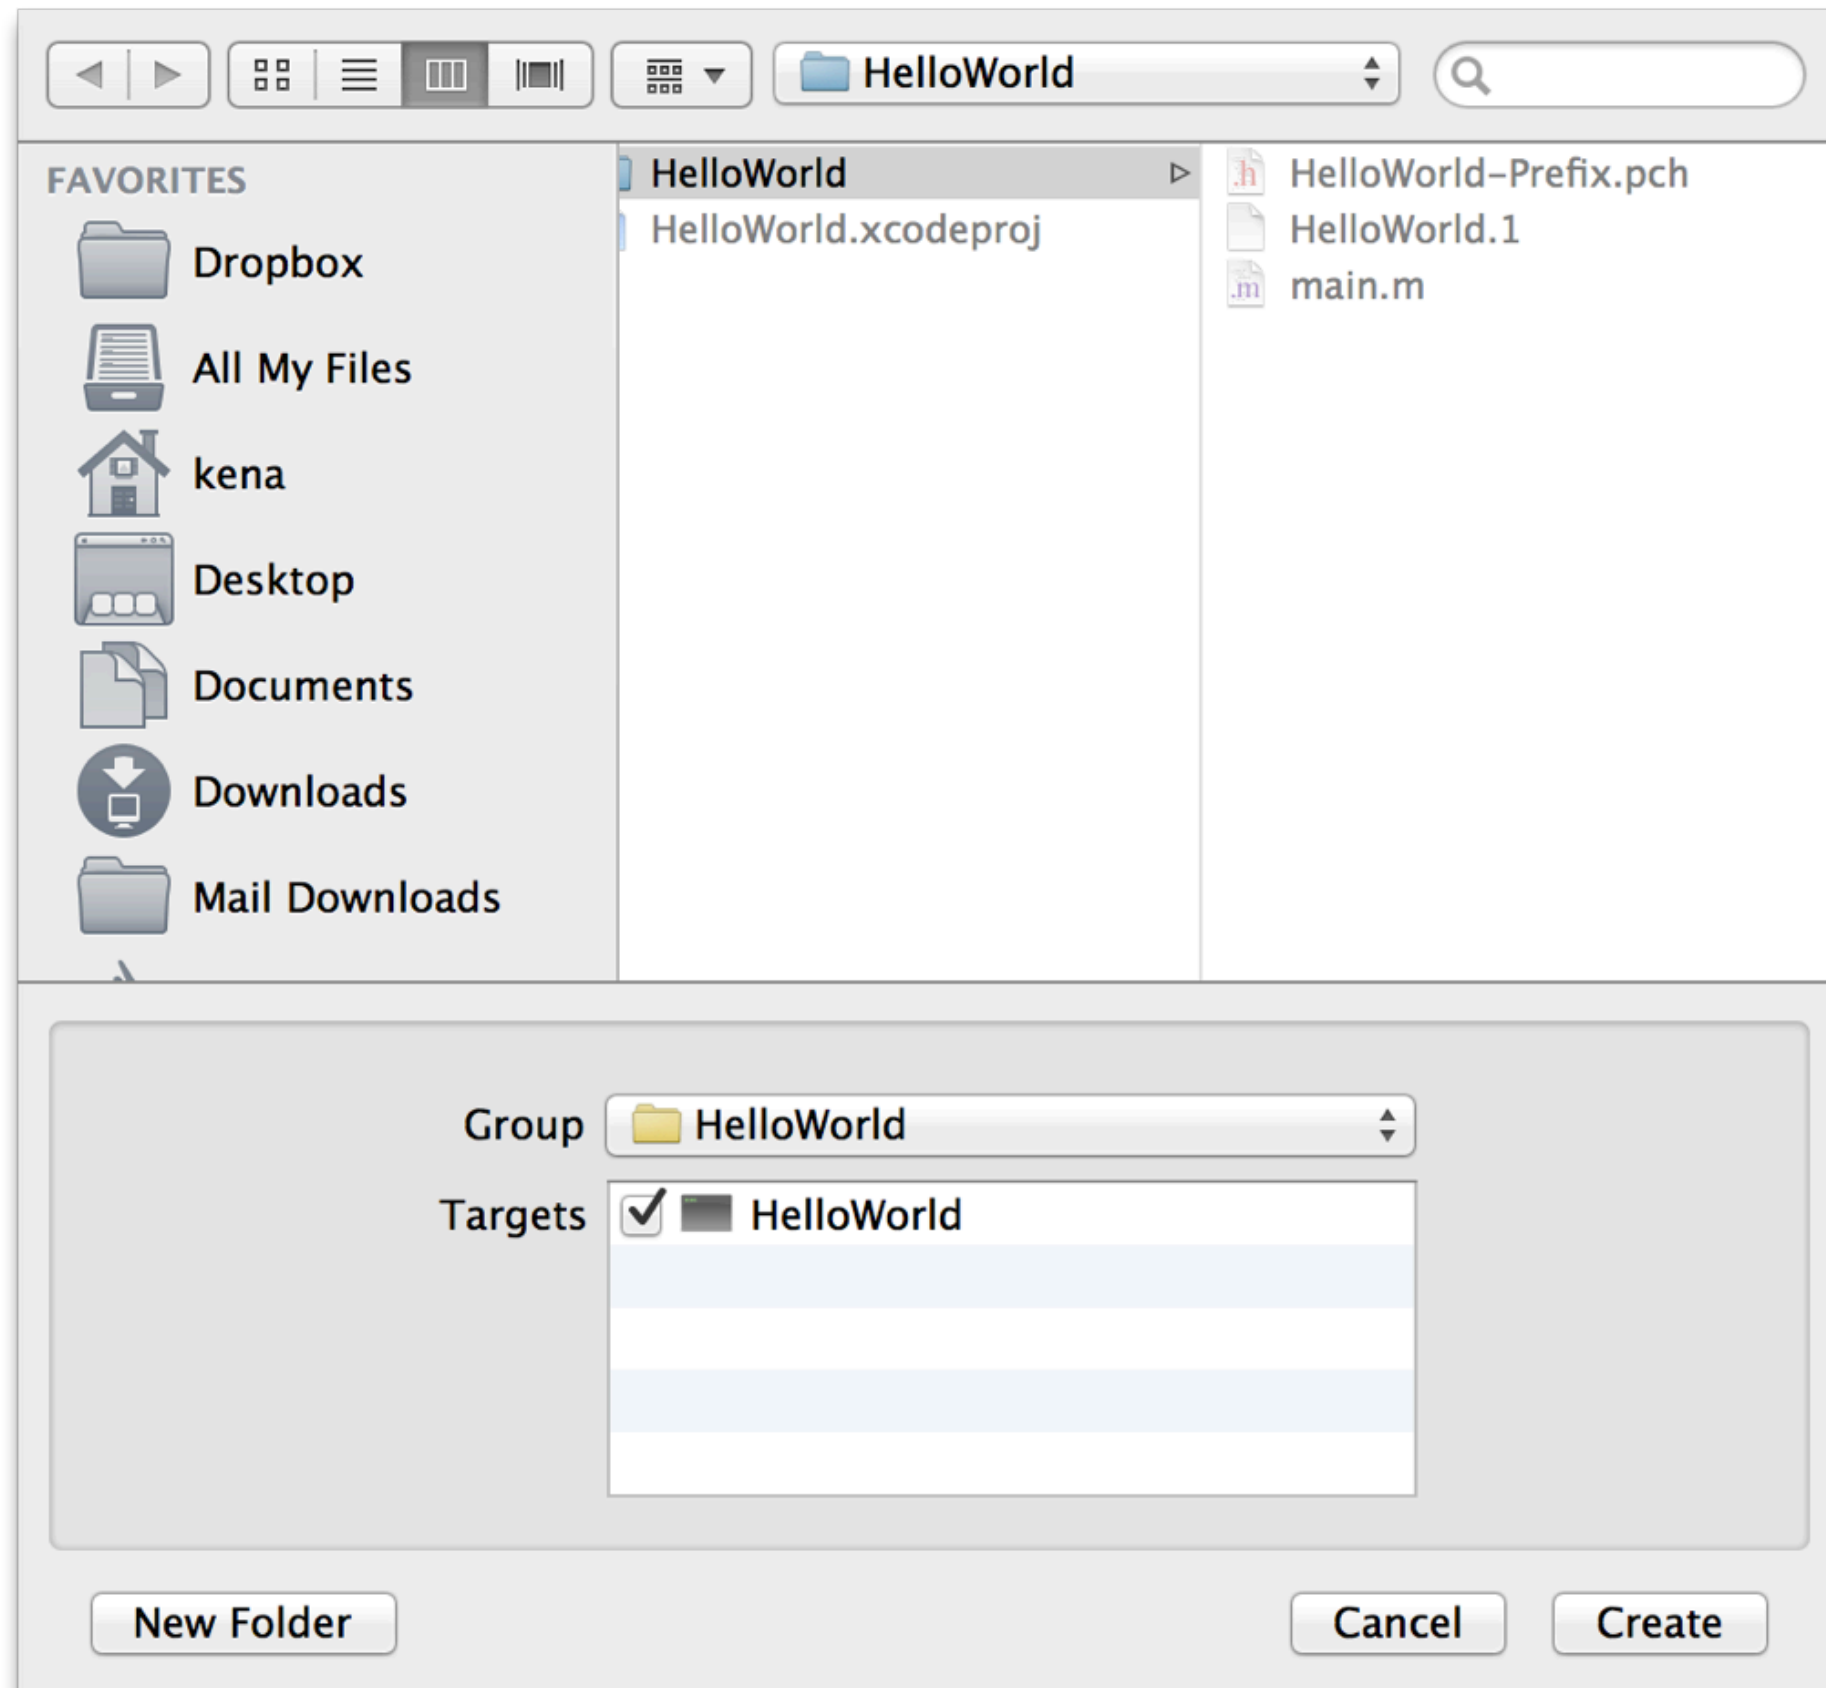 HelloWorld
FAVORITES
Dropbox
All My Files
kena
Desktop
Documents
Downloads
Mail Downloads
HelloWorld
HelloWorld.xcodeproj
.h HelloWorld-Prefix.pch
HelloWorld.1
.m main.m
Group HelloWorld
Targets HelloWorld
New Folder Cancel Create